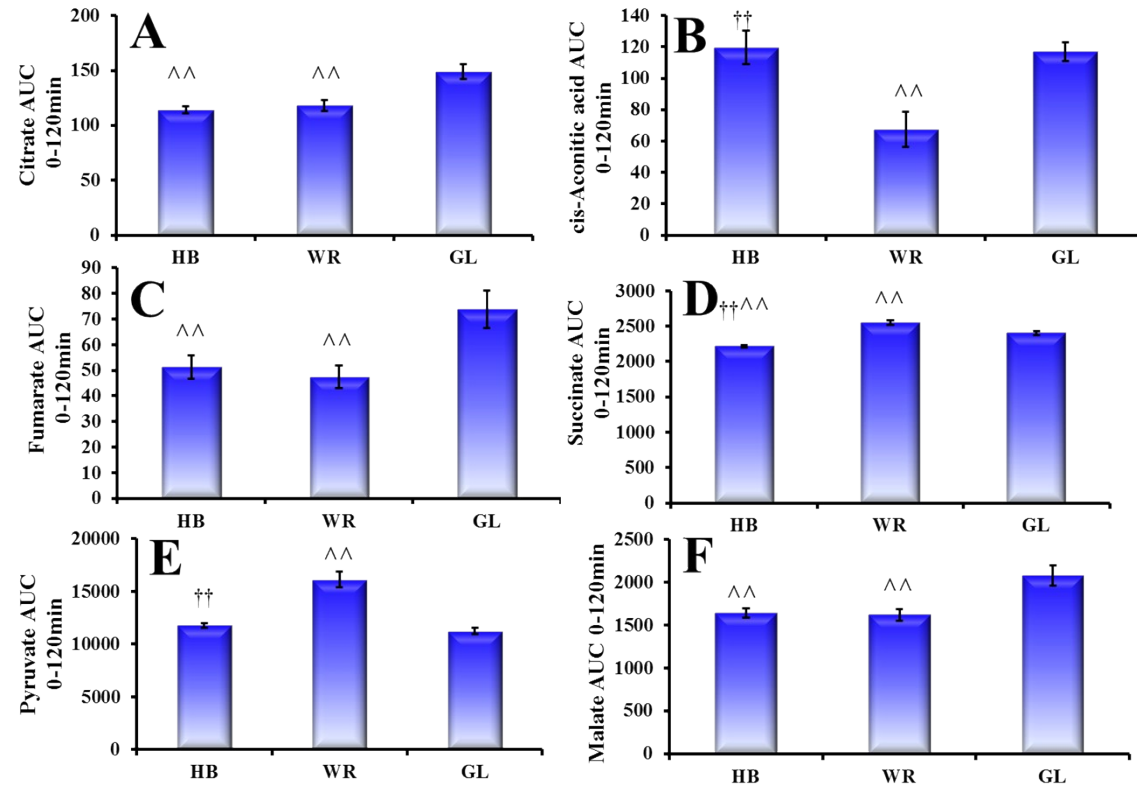 A
Citrate AUC
0-120min
200
150
100
50
0
^^
^^
HB
WR
GL
B
cis-Aconitic acid AUC
0-120min
140
120
100
80
60
40
20
0
††
^^
HB
WR
GL
C
Fumarate AUC
0-120min
90
80
70
60
50
40
30
20
10
0
^^
^^
HB
WR
GL
D
Succinate AUC
0-120min
3000
2500
2000
1500
1000
500
0
††^^
^^
HB
WR
GL
E
Pyruvate AUC
0-120min
20000
15000
10000
5000
0
††
^^
HB
WR
GL
F
Malate AUC 0-120min
2500
2000
1500
1000
500
0
^^
^^
HB
WR
GL